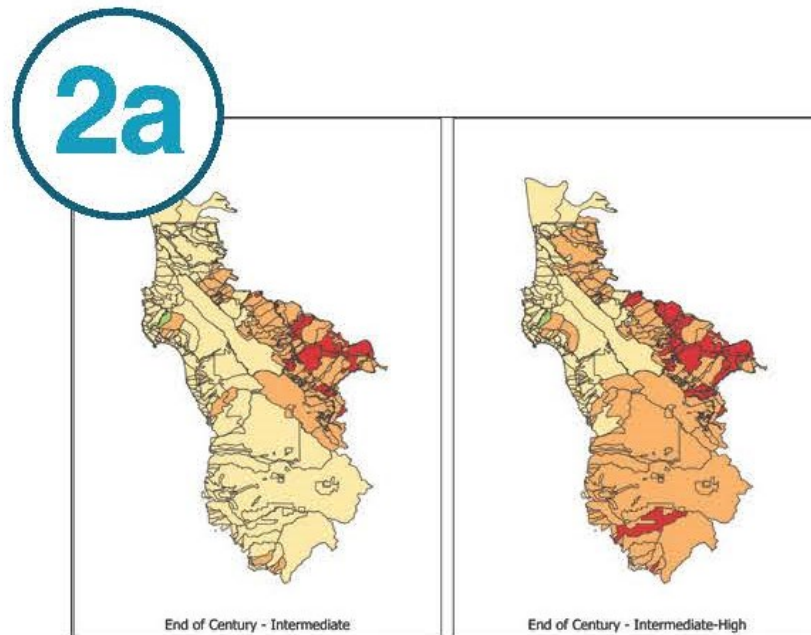 2a
End of Century - Intermediate
End of Century - Intermediate-High